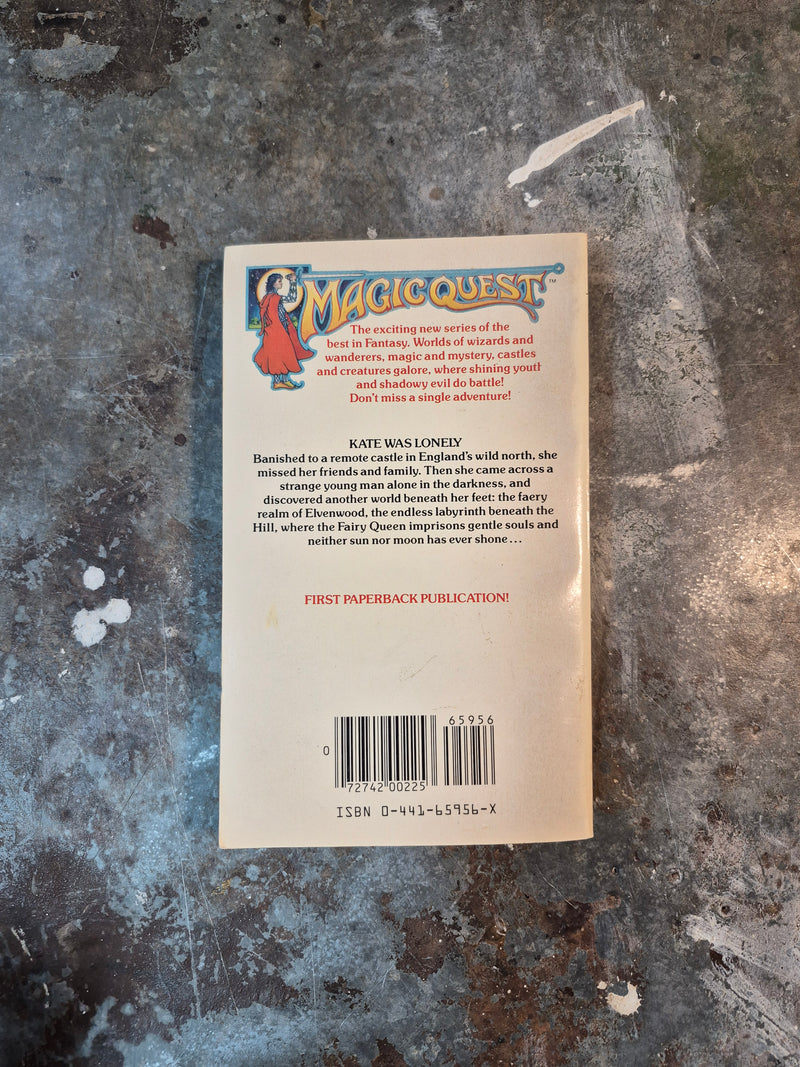 MAGICQUEST™
The exciting new series of the
best in Fantasy. Worlds of wizards and
wanderers, magic and mystery, castles
and creatures galore, where shining youth
and shadowy evil do battle!
Don't miss a single adventure!
KATE WAS LONELY
Banished to a remote castle in England's wild north, she
missed her friends and family. Then she came across a
strange young man alone in the darkness, and
discovered another world beneath her feet: the faery
realm of Elvenwood, the endless labyrinth beneath the
Hill, where the Fairy Queen imprisons gentle souls and
neither sun nor moon has ever shone...
FIRST PAPERBACK PUBLICATION!
65956
0
72742 00225
ISBN 0-441-65956-X